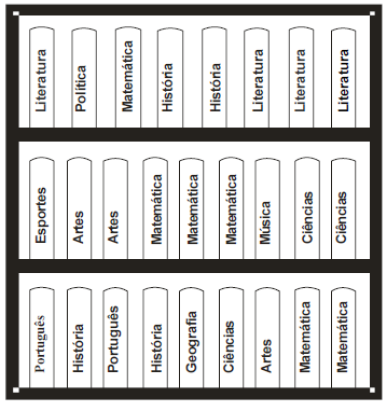 Literatura
Política
Matemática
História
História
Literatura
Literatura
Literatura
Esportes
Artes
Artes
Matemática
Matemática
Matemática
Música
Ciências
Ciências
Português
História
Português
História
Geografia
Ciências
Artes
Matemática
Matemática